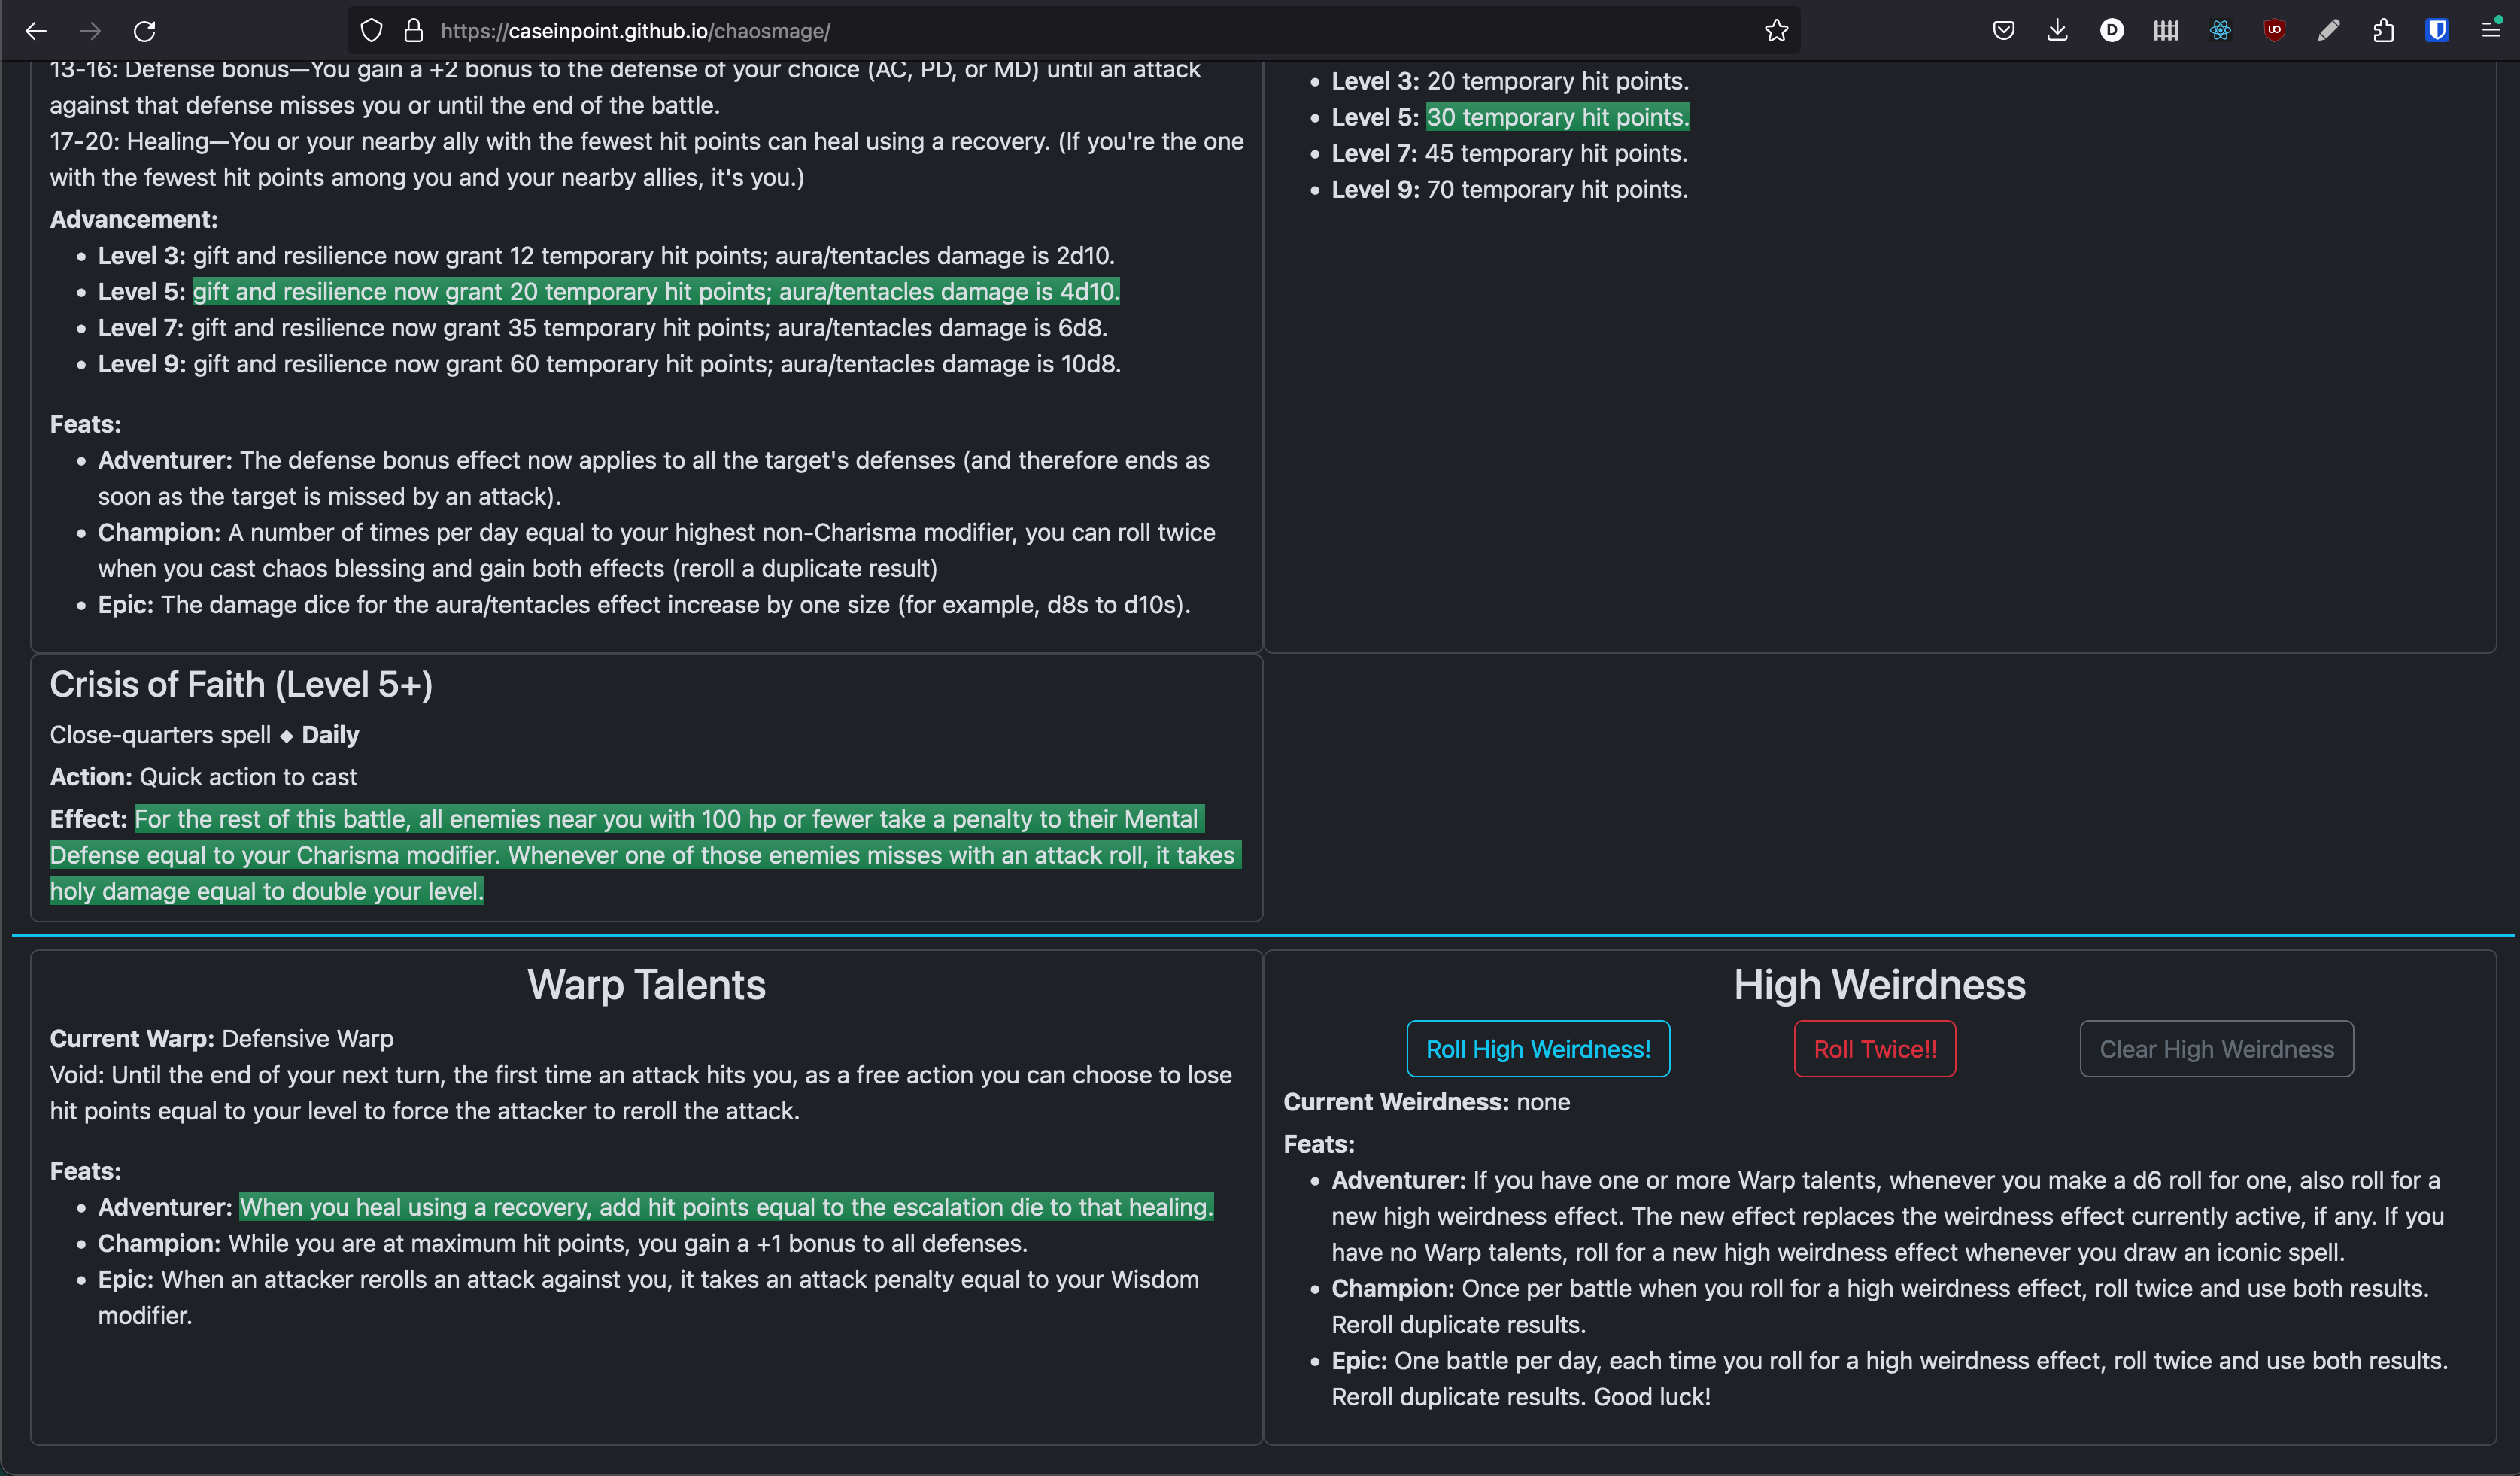 https://caseinpoint.github.io/chaosmage/
D
UO
13-16: Defense bonus—You gain a +2 bonus to the defense of your choice (AC, PD, or MD) until an attack
against that defense misses you or until the end of the battle.
17-20: Healing—You or your nearby ally with the fewest hit points can heal using a recovery. (If you're the one
with the fewest hit points among you and your nearby allies, it's you.)
Advancement:
• Level 3: gift and resilience now grant 12 temporary hit points; aura/tentacles damage is 2d10.
• Level 5: gift and resilience now grant 20 temporary hit points; aura/tentacles damage is 4d10.
• Level 7: gift and resilience now grant 35 temporary hit points; aura/tentacles damage is 6d8.
• Level 9: gift and resilience now grant 60 temporary hit points; aura/tentacles damage is 10d8.
Feats:
• Adventurer: The defense bonus effect now applies to all the target's defenses (and therefore ends as
soon as the target is missed by an attack).
• Champion: A number of times per day equal to your highest non-Charisma modifier, you can roll twice
when you cast chaos blessing and gain both effects (reroll a duplicate result)
• Epic: The damage dice for the aura/tentacles effect increase by one size (for example, d8s to d10s).
• Level 3: 20 temporary hit points.
• Level 5: 30 temporary hit points.
• Level 7: 45 temporary hit points.
• Level 9: 70 temporary hit points.
Crisis of Faith (Level 5+)
Close-quarters spell ◆ Daily
Action: Quick action to cast
Effect: For the rest of this battle, all enemies near you with 100 hp or fewer take a penalty to their Mental
Defense equal to your Charisma modifier. Whenever one of those enemies misses with an attack roll, it takes
holy damage equal to double your level.
Warp Talents
Current Warp: Defensive Warp
Void: Until the end of your next turn, the first time an attack hits you, as a free action you can choose to lose
hit points equal to your level to force the attacker to reroll the attack.
Feats:
• Adventurer: When you heal using a recovery, add hit points equal to the escalation die to that healing.
• Champion: While you are at maximum hit points, you gain a +1 bonus to all defenses.
• Epic: When an attacker rerolls an attack against you, it takes an attack penalty equal to your Wisdom
modifier.
High Weirdness
Roll High Weirdness!
Roll Twice!!
Clear High Weirdness
Current Weirdness: none
Feats:
• Adventurer: If you have one or more Warp talents, whenever you make a d6 roll for one, also roll for a
new high weirdness effect. The new effect replaces the weirdness effect currently active, if any. If you
have no Warp talents, roll for a new high weirdness effect whenever you draw an iconic spell.
• Champion: Once per battle when you roll for a high weirdness effect, roll twice and use both results.
Reroll duplicate results.
• Epic: One battle per day, each time you roll for a high weirdness effect, roll twice and use both results.
Reroll duplicate results. Good luck!